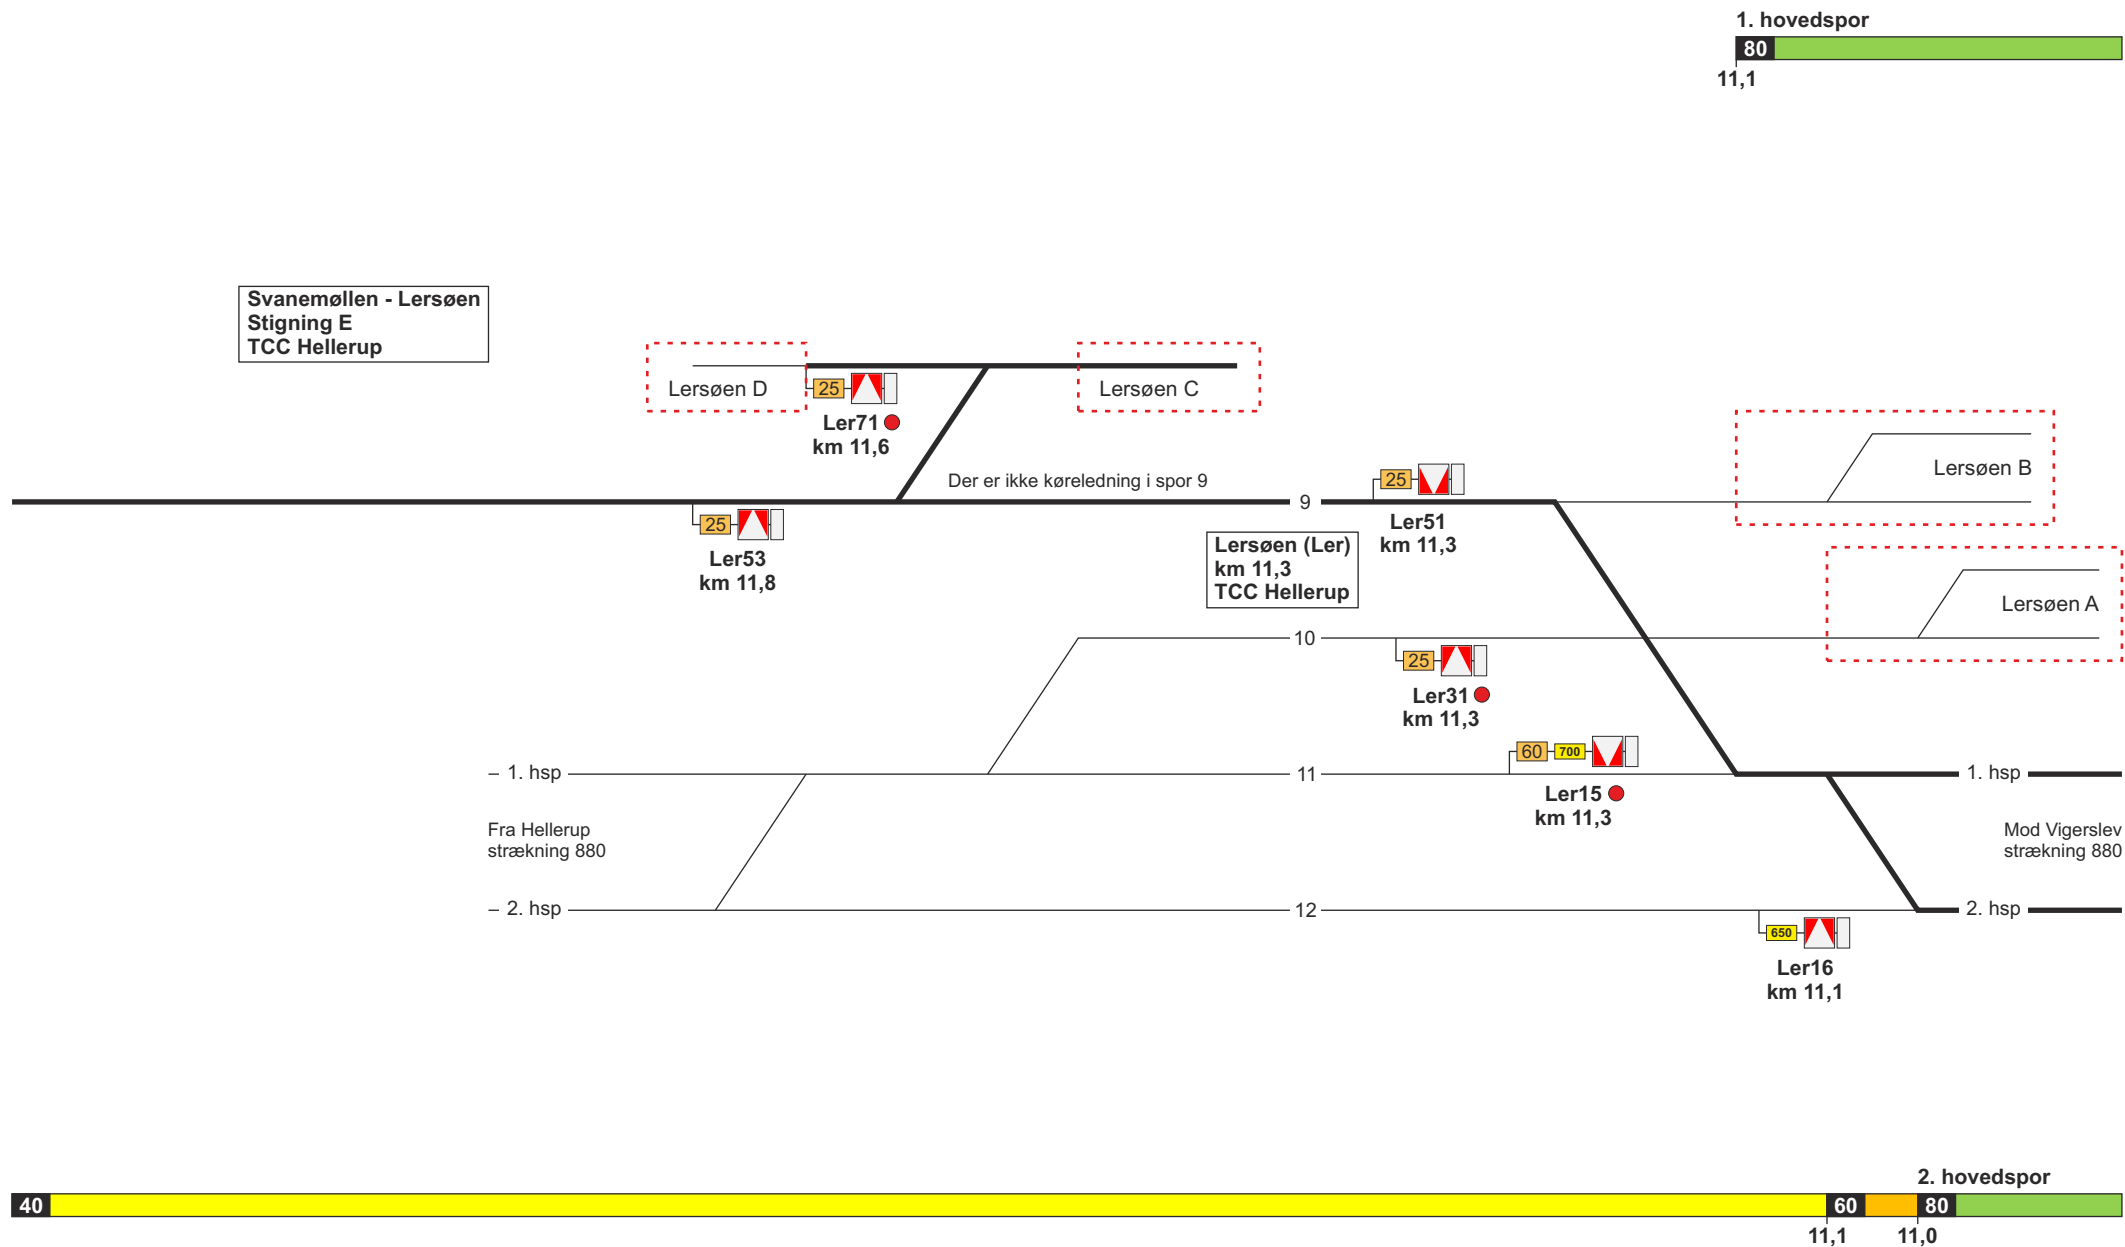 1. hovedspor
80
11,1
Svanemøllen - Lersøen
Stigning E
TCC Hellerup
Lersøen D
25
Ler71
km 11,6
Lersøen C
Lersøen B
Der er ikke køreledning i spor 9
25
9
Ler51
km 11,3
25
Ler53
km 11,8
Lersøen (Ler)
km 11,3
TCC Hellerup
Lersøen A
10
25
Ler31
km 11,3
60 700
1. hsp
11
1. hsp
Ler15
km 11,3
Fra Hellerup
strækning 880
Mod Vigerslev
strækning 880
2. hsp
12
2. hsp
650
Ler16
km 11,1
2. hovedspor
40
60
80
11,1
11,0